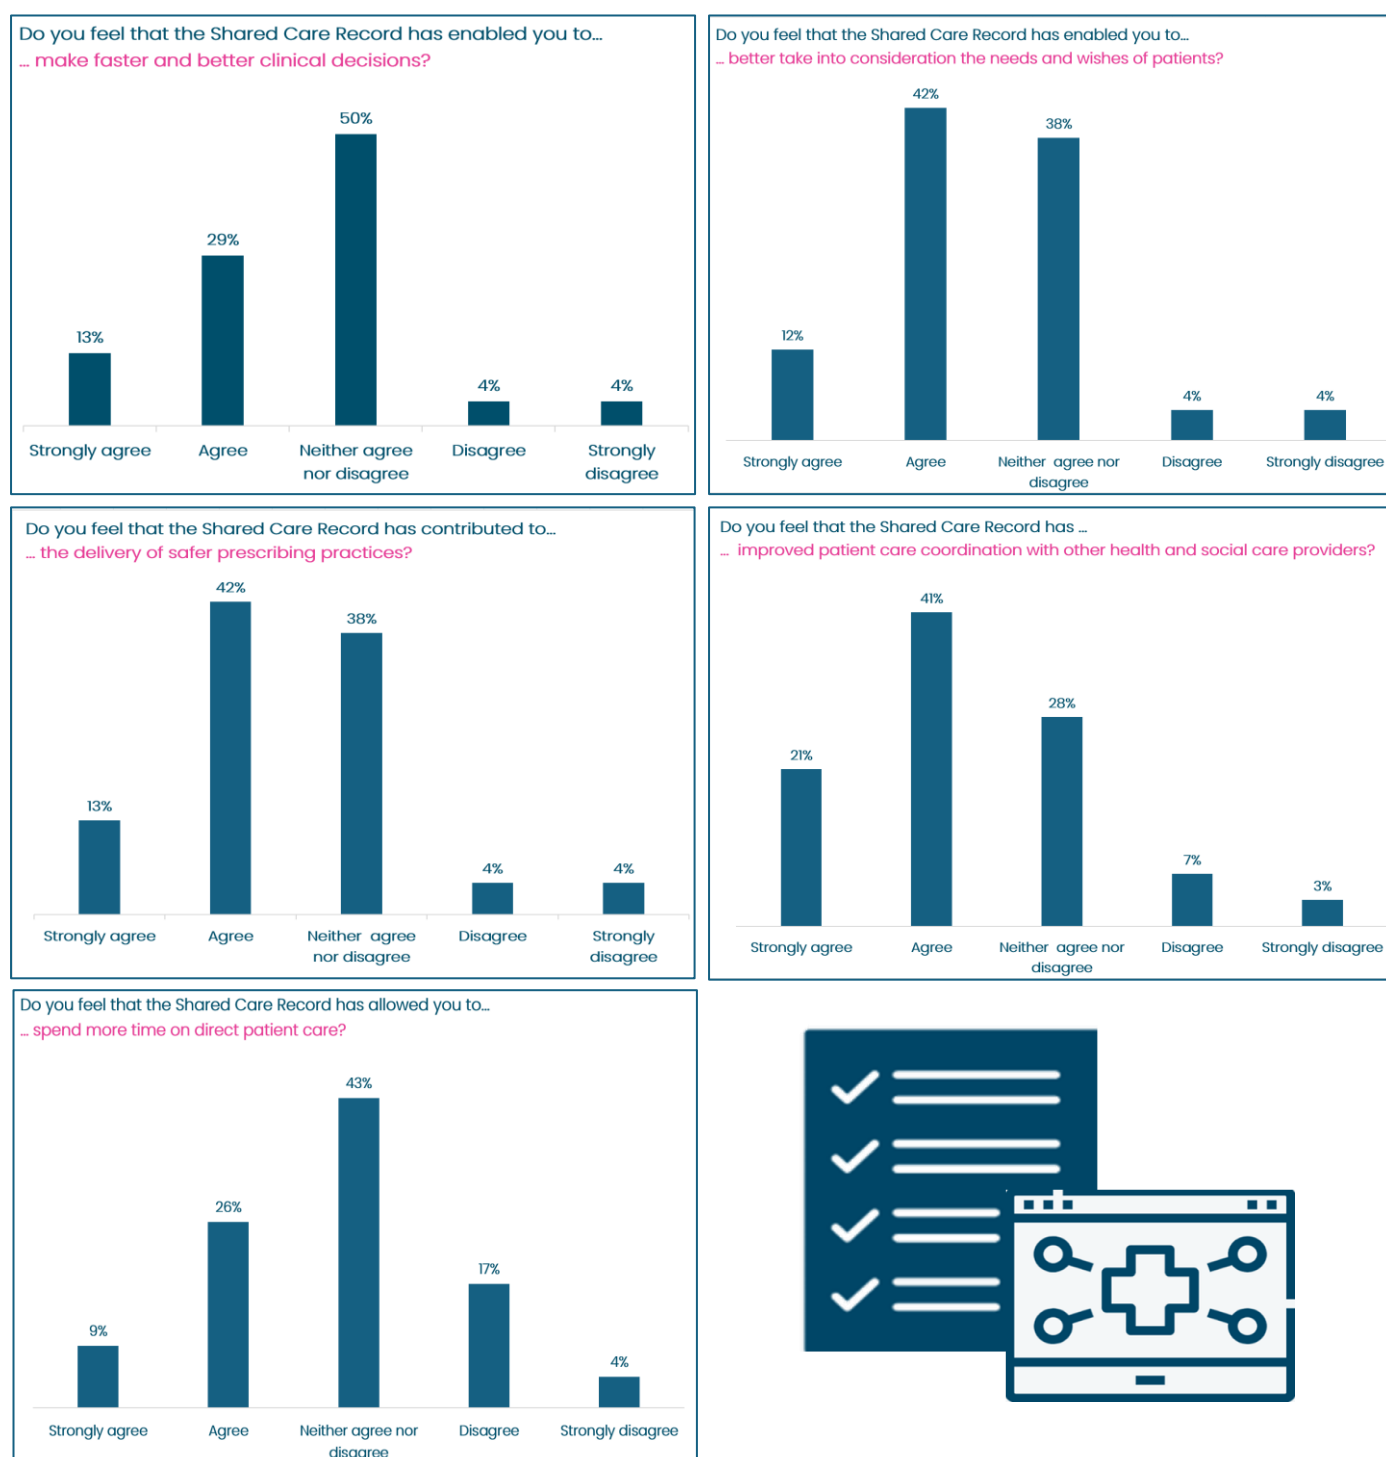 Do you feel that the Shared Care Record has enabled you to...
... make faster and better clinical decisions?
50%
29%
13%
4%
4%
Strongly agree
Agree
Neither agree
nor disagree
Disagree
Strongly
disagree
Do you feel that the Shared Care Record has enabled you to...
... better take into consideration the needs and wishes of patients?
42%
38%
12%
4%
4%
Strongly agree
Agree
Neither agree nor
disagree
Disagree
Strongly disagree
Do you feel that the Shared Care Record has contributed to...
... the delivery of safer prescribing practices?
42%
38%
13%
4%
4%
Strongly agree
Agree
Neither agree
nor disagree
Disagree
Strongly
disagree
Do you feel that the Shared Care Record has ...
... improved patient care coordination with other health and social care providers?
41%
28%
21%
7%
3%
Strongly agree
Agree
Neither agree nor
disagree
Disagree
Strongly disagree
Do you feel that the Shared Care Record has allowed you to...
... spend more time on direct patient care?
43%
26%
17%
9%
4%
Strongly agree
Agree
Neither agree nor
disagree
Disagree
Strongly disagree